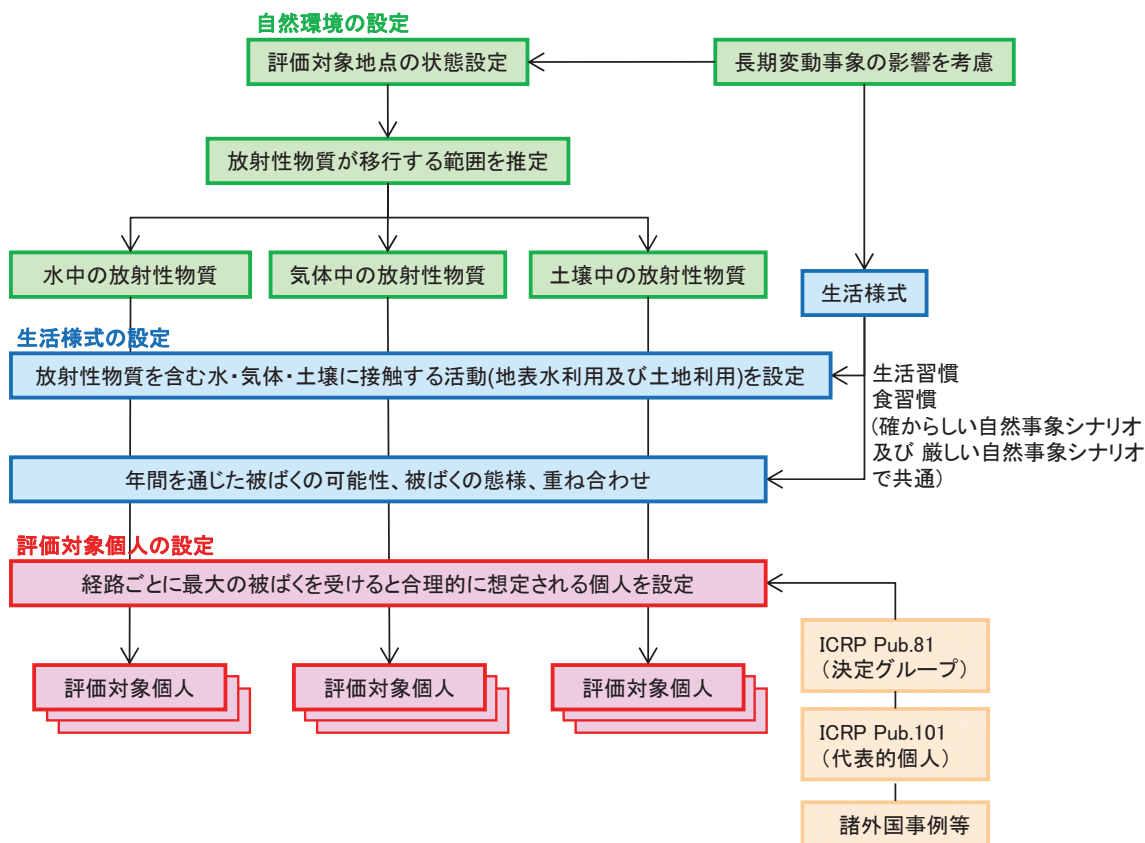 自然環境の設定
評価対象地点の状態設定
長期変動事象の影響を考慮
放射性物質が移行する範囲を推定
水中の放射性物質
気体中の放射性物質
土壌中の放射性物質
生活様式
生活様式の設定
放射性物質を含む水・気体・土壌に接触する活動(地表水利用及び土地利用)を設定
生活習慣
食習慣
(確からしい自然事象シナリオ
及び 厳しい自然事象シナリオ
で共通)
年間を通じた被ばくの可能性、被ばくの態様、重ね合わせ
評価対象個人の設定
経路ごとに最大の被ばくを受けると合理的に想定される個人を設定
評価対象個人
評価対象個人
評価対象個人
ICRP Pub.81
(決定グループ)
ICRP Pub.101
(代表的個人)
諸外国事例等